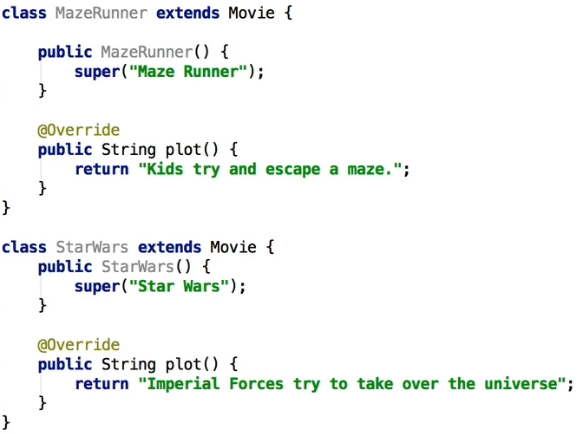 class MazeRunner extends Movie {
public MazeRunner() {
super("Maze Runner");
}
@Override
public String plot() {
return "Kids try and escape a maze.";
}
}
class StarWars extends Movie {
public StarWars() {
super("Star Wars");
}
@Override
public String plot() {
return "Imperial Forces try to take over the universe";
}
}